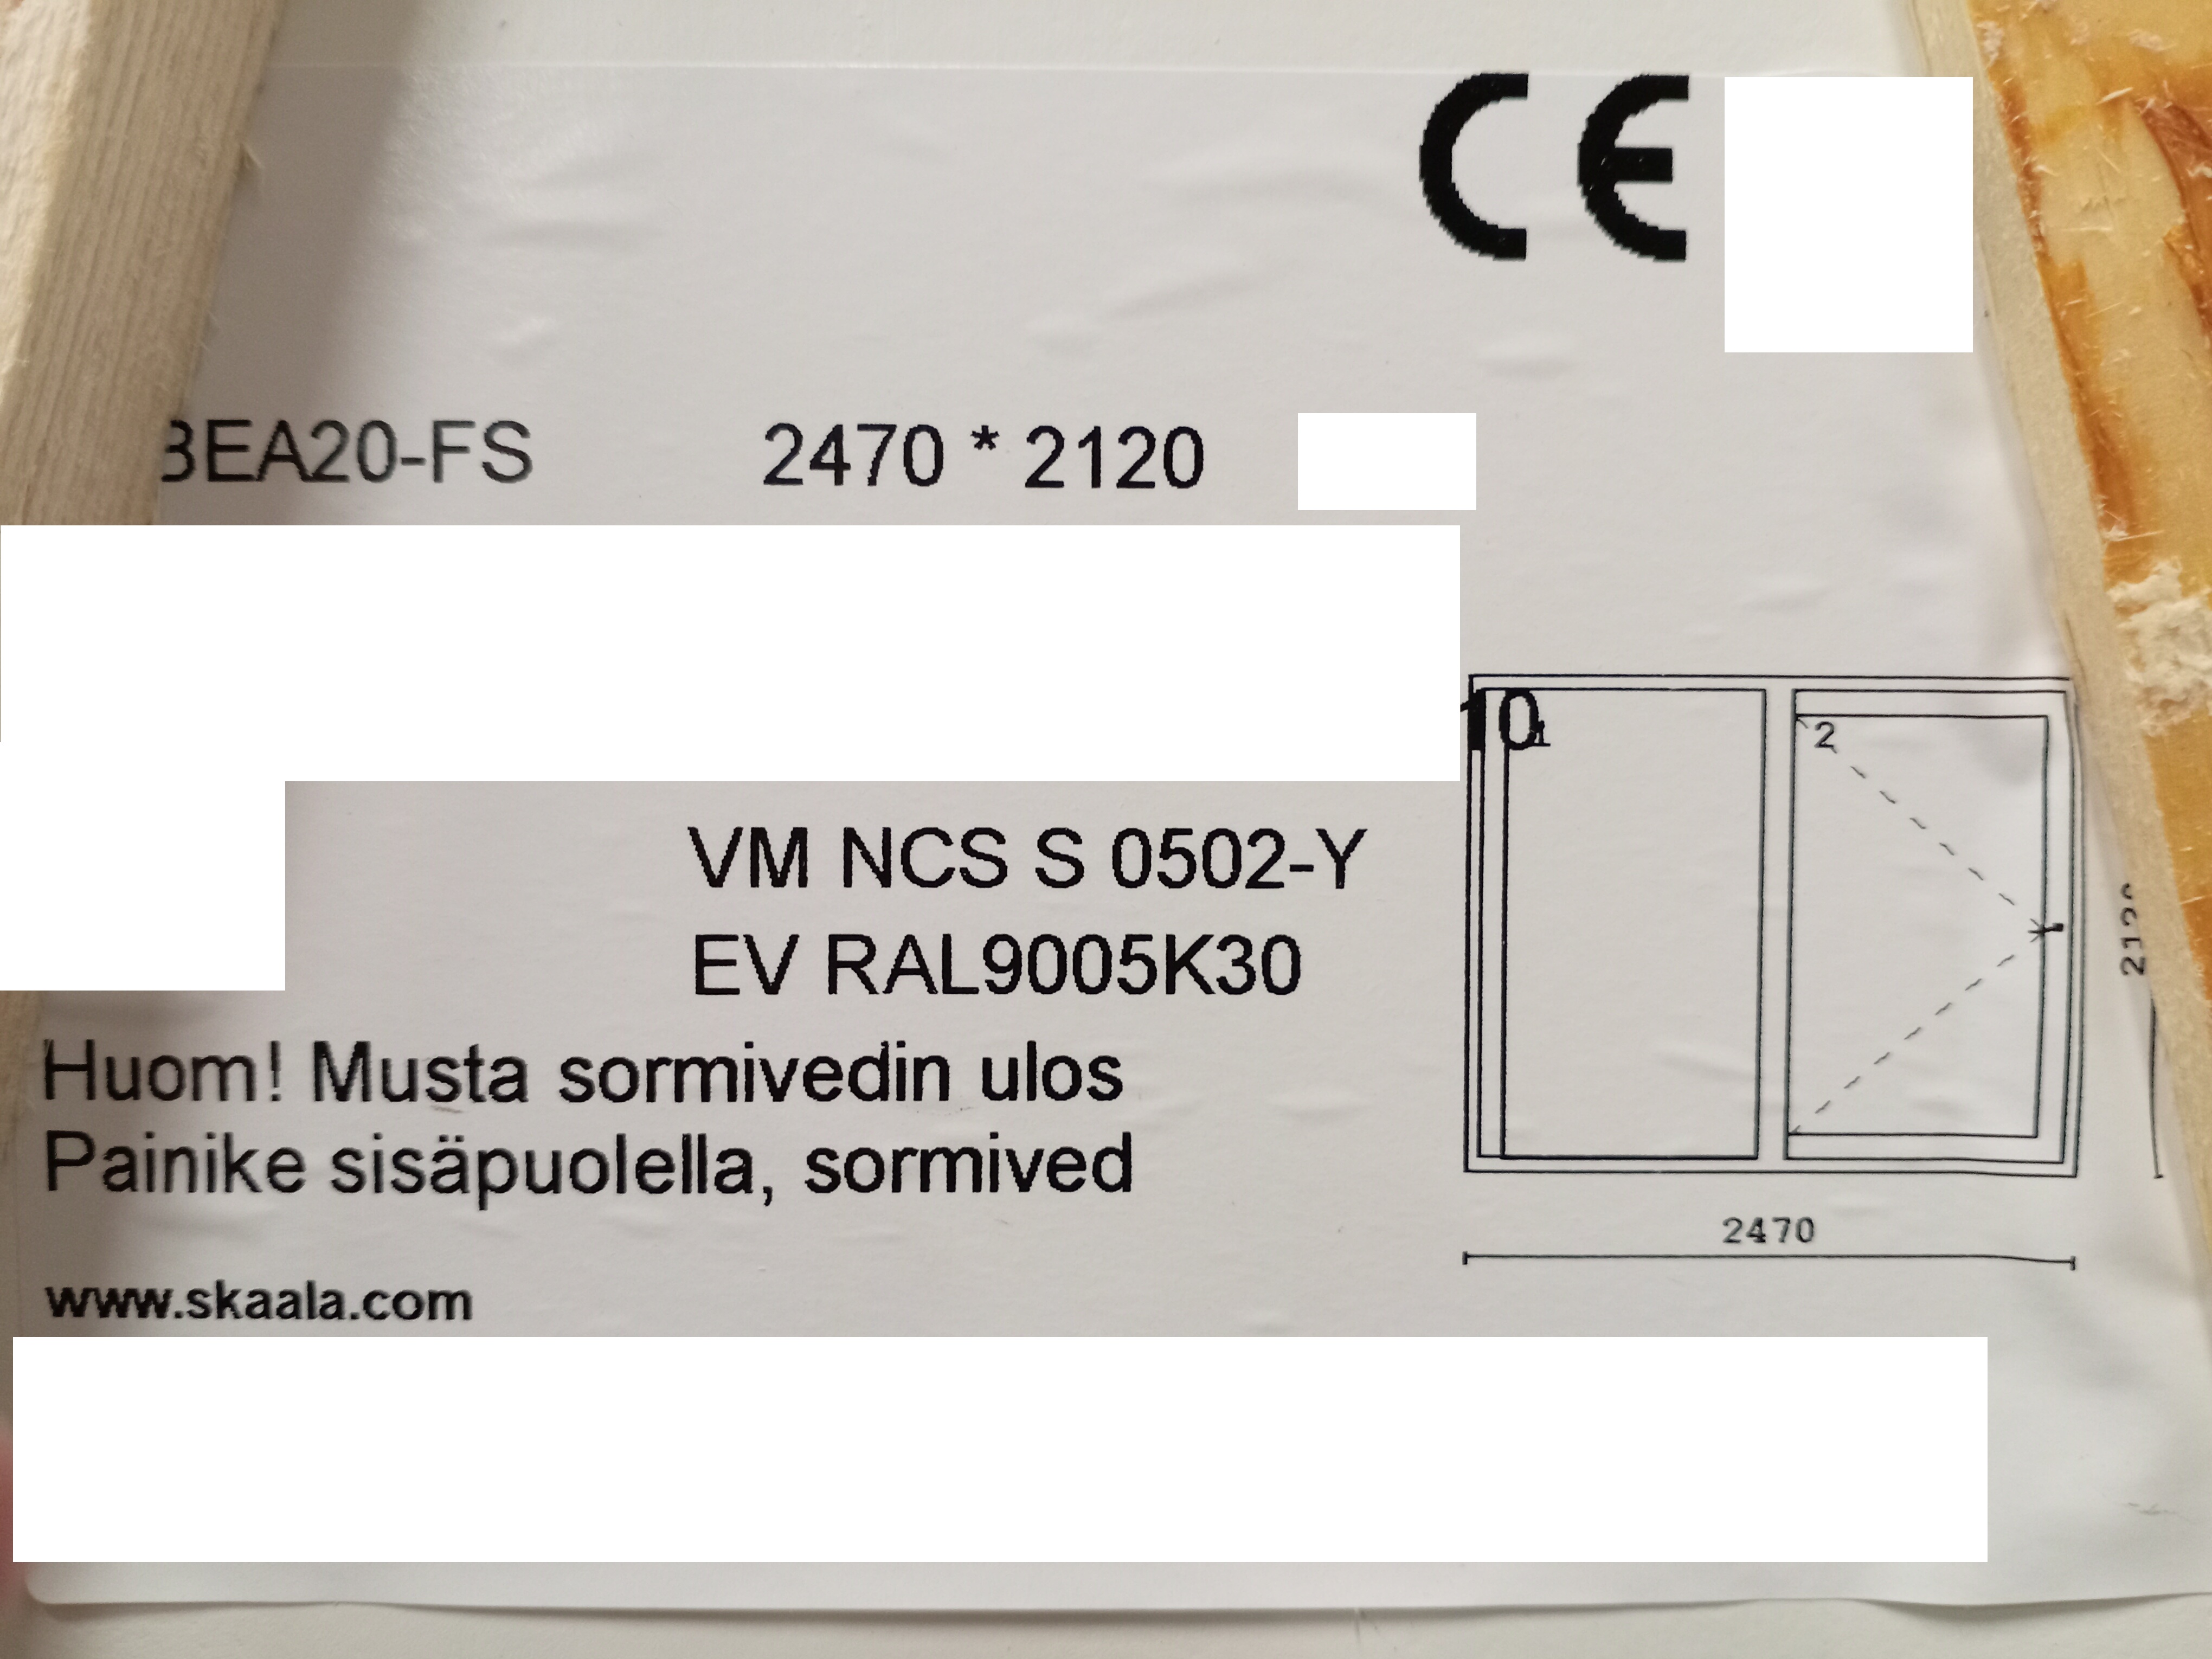 CE
BEA20-FS 2470 * 2120
10
1
2
VM NCS S 0502-Y
EV RAL9005K30
Huom! Musta sormivedin ulos
Painike sisäpuolella, sormived
2470
www.skaala.com